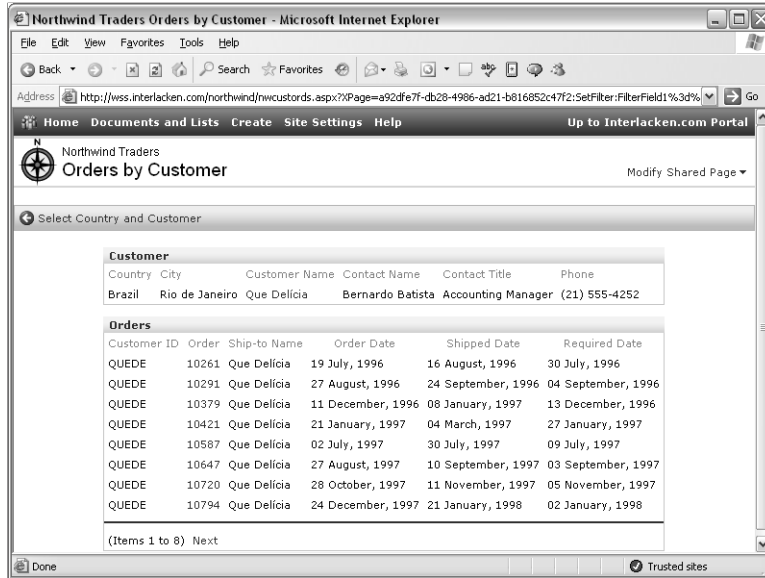 Northwind Traders Orders by Customer - Microsoft Internet Explorer
File Edit View Favorites Tools Help
Back Search Favorites
Address http://wss.interlacken.com/northwind/nwcustords.aspx?XPage=a92dfe7f-db28-4986-ad21-b816852c47f2:SetFilter:FilterField1%3d% Go
Home Documents and Lists Create Site Settings Help Up to Interlacken.com Portal
N
Northwind Traders
Orders by Customer
Modify Shared Page
Select Country and Customer
Customer
Country City Customer Name Contact Name Contact Title Phone
Brazil Rio de Janeiro Que Delícia Bernardo Batista Accounting Manager (21) 555-4252
Orders
Customer ID Order Ship-to Name Order Date Shipped Date Required Date
QUEDE 10261 Que Delícia 19 July, 1996 16 August, 1996 30 July, 1996
QUEDE 10291 Que Delícia 27 August, 1996 24 September, 1996 04 September, 1996
QUEDE 10379 Que Delícia 11 December, 1996 08 January, 1997 13 December, 1996
QUEDE 10421 Que Delícia 21 January, 1997 04 March, 1997 27 January, 1997
QUEDE 10587 Que Delícia 02 July, 1997 30 July, 1997 09 July, 1997
QUEDE 10647 Que Delícia 27 August, 1997 10 September, 1997 03 September, 1997
QUEDE 10720 Que Delícia 28 October, 1997 11 November, 1997 05 November, 1997
QUEDE 10794 Que Delícia 24 December, 1997 21 January, 1998 02 January, 1998
(Items 1 to 8) Next
Done Trusted sites